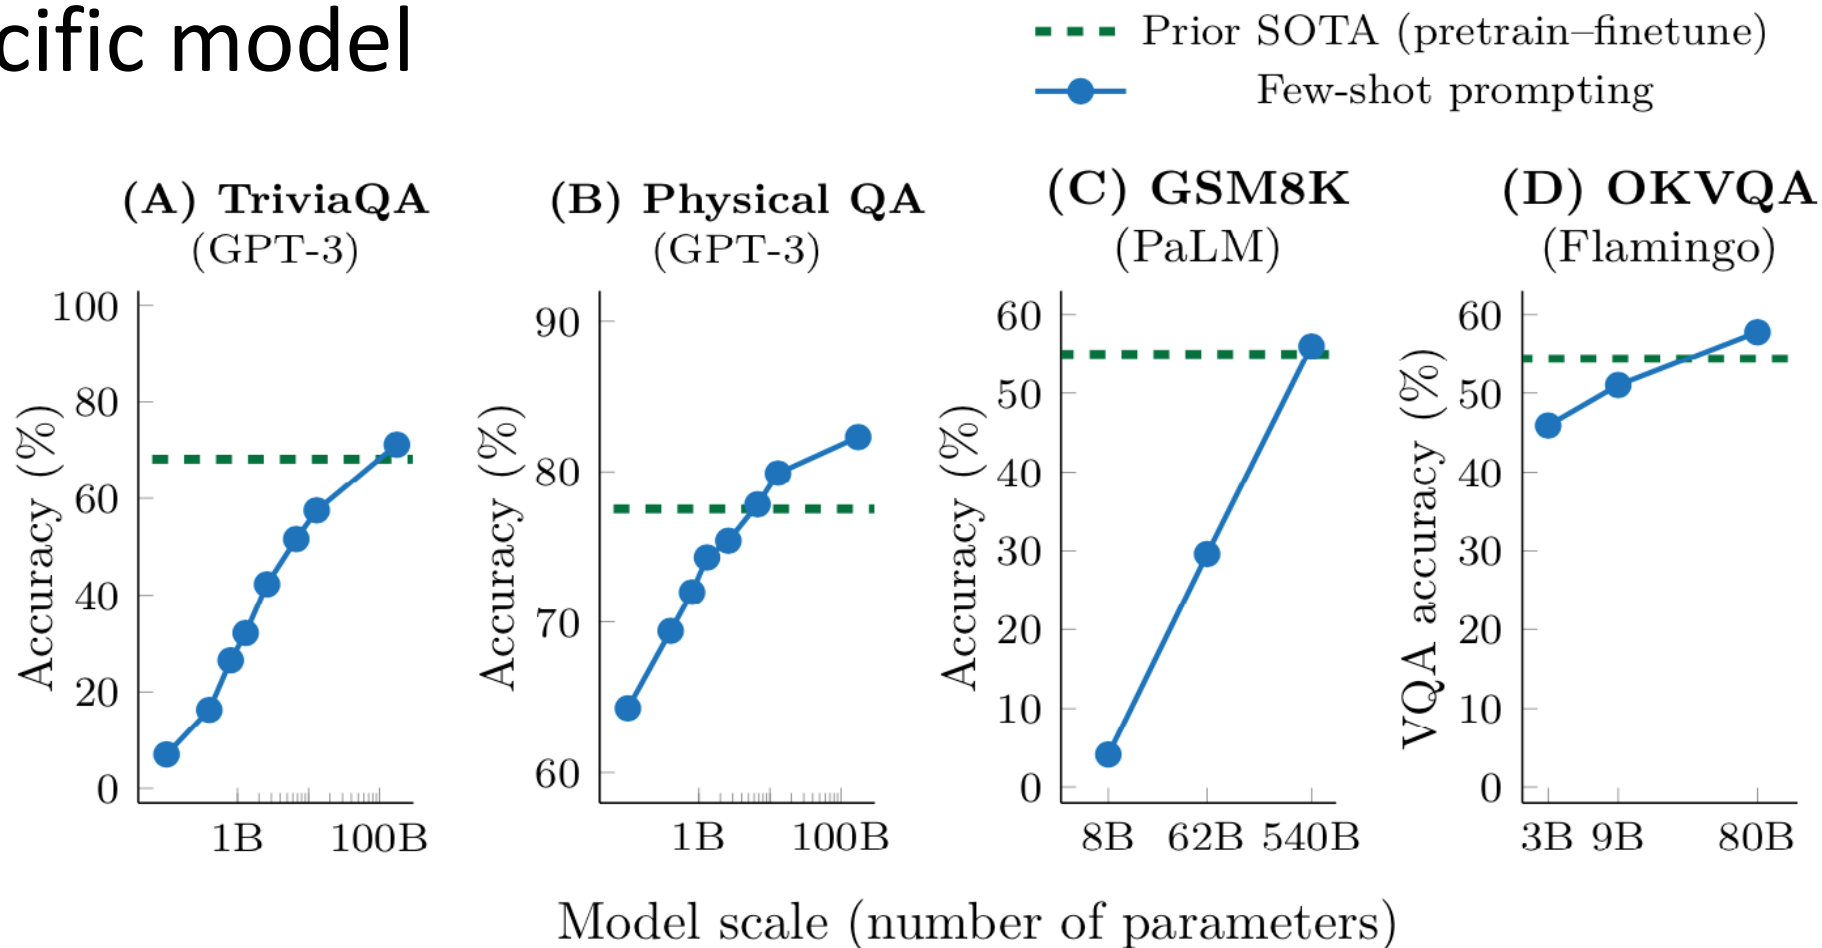 cific model
Prior SOTA (pretrain–finetune)
Few-shot prompting
(A) TriviaQA
(GPT-3)
Accuracy (%)
100
80
60
40
20
0
1B 100B
(B) Physical QA
(GPT-3)
Accuracy (%)
90
80
70
60
1B 100B
(C) GSM8K
(PaLM)
Accuracy (%)
60
50
40
30
20
10
0
8B 62B 540B
(D) OKVQA
(Flamingo)
VQA accuracy (%)
60
50
40
30
20
10
0
3B 9B 80B
Model scale (number of parameters)